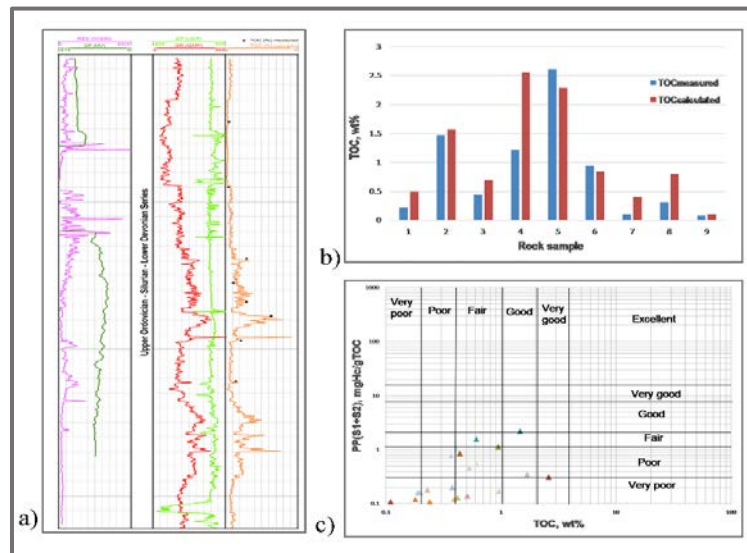 Upper Ordovician - Silurian - Lower Devonian Series
a)
3
2.5
2
1.5
1
0.5
0
TOC, wt%
TOCmeasured
TOCcalculated
1 2 3 4 5 6 7 8 9
Rock sample
b)
1000
100
10
1
0.1
PP(S1+S2), mgHc/gTOC
Very poor
Poor
Fair
Good
Very good
Excellent
Very good
Good
Fair
Poor
Very poor
0.1 1 10 100
TOC, wt%
c)